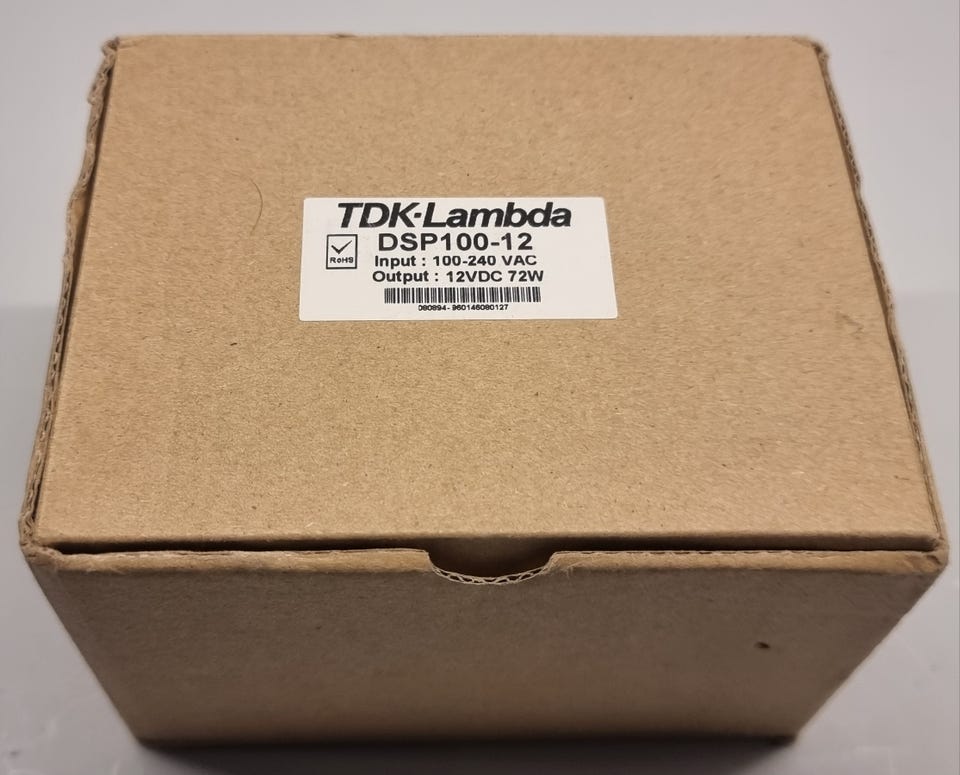 TDK·Lambda
DSP100-12
RoHS
Input : 100-240 VAC
Output : 12VDC 72W
080894- 960146080127